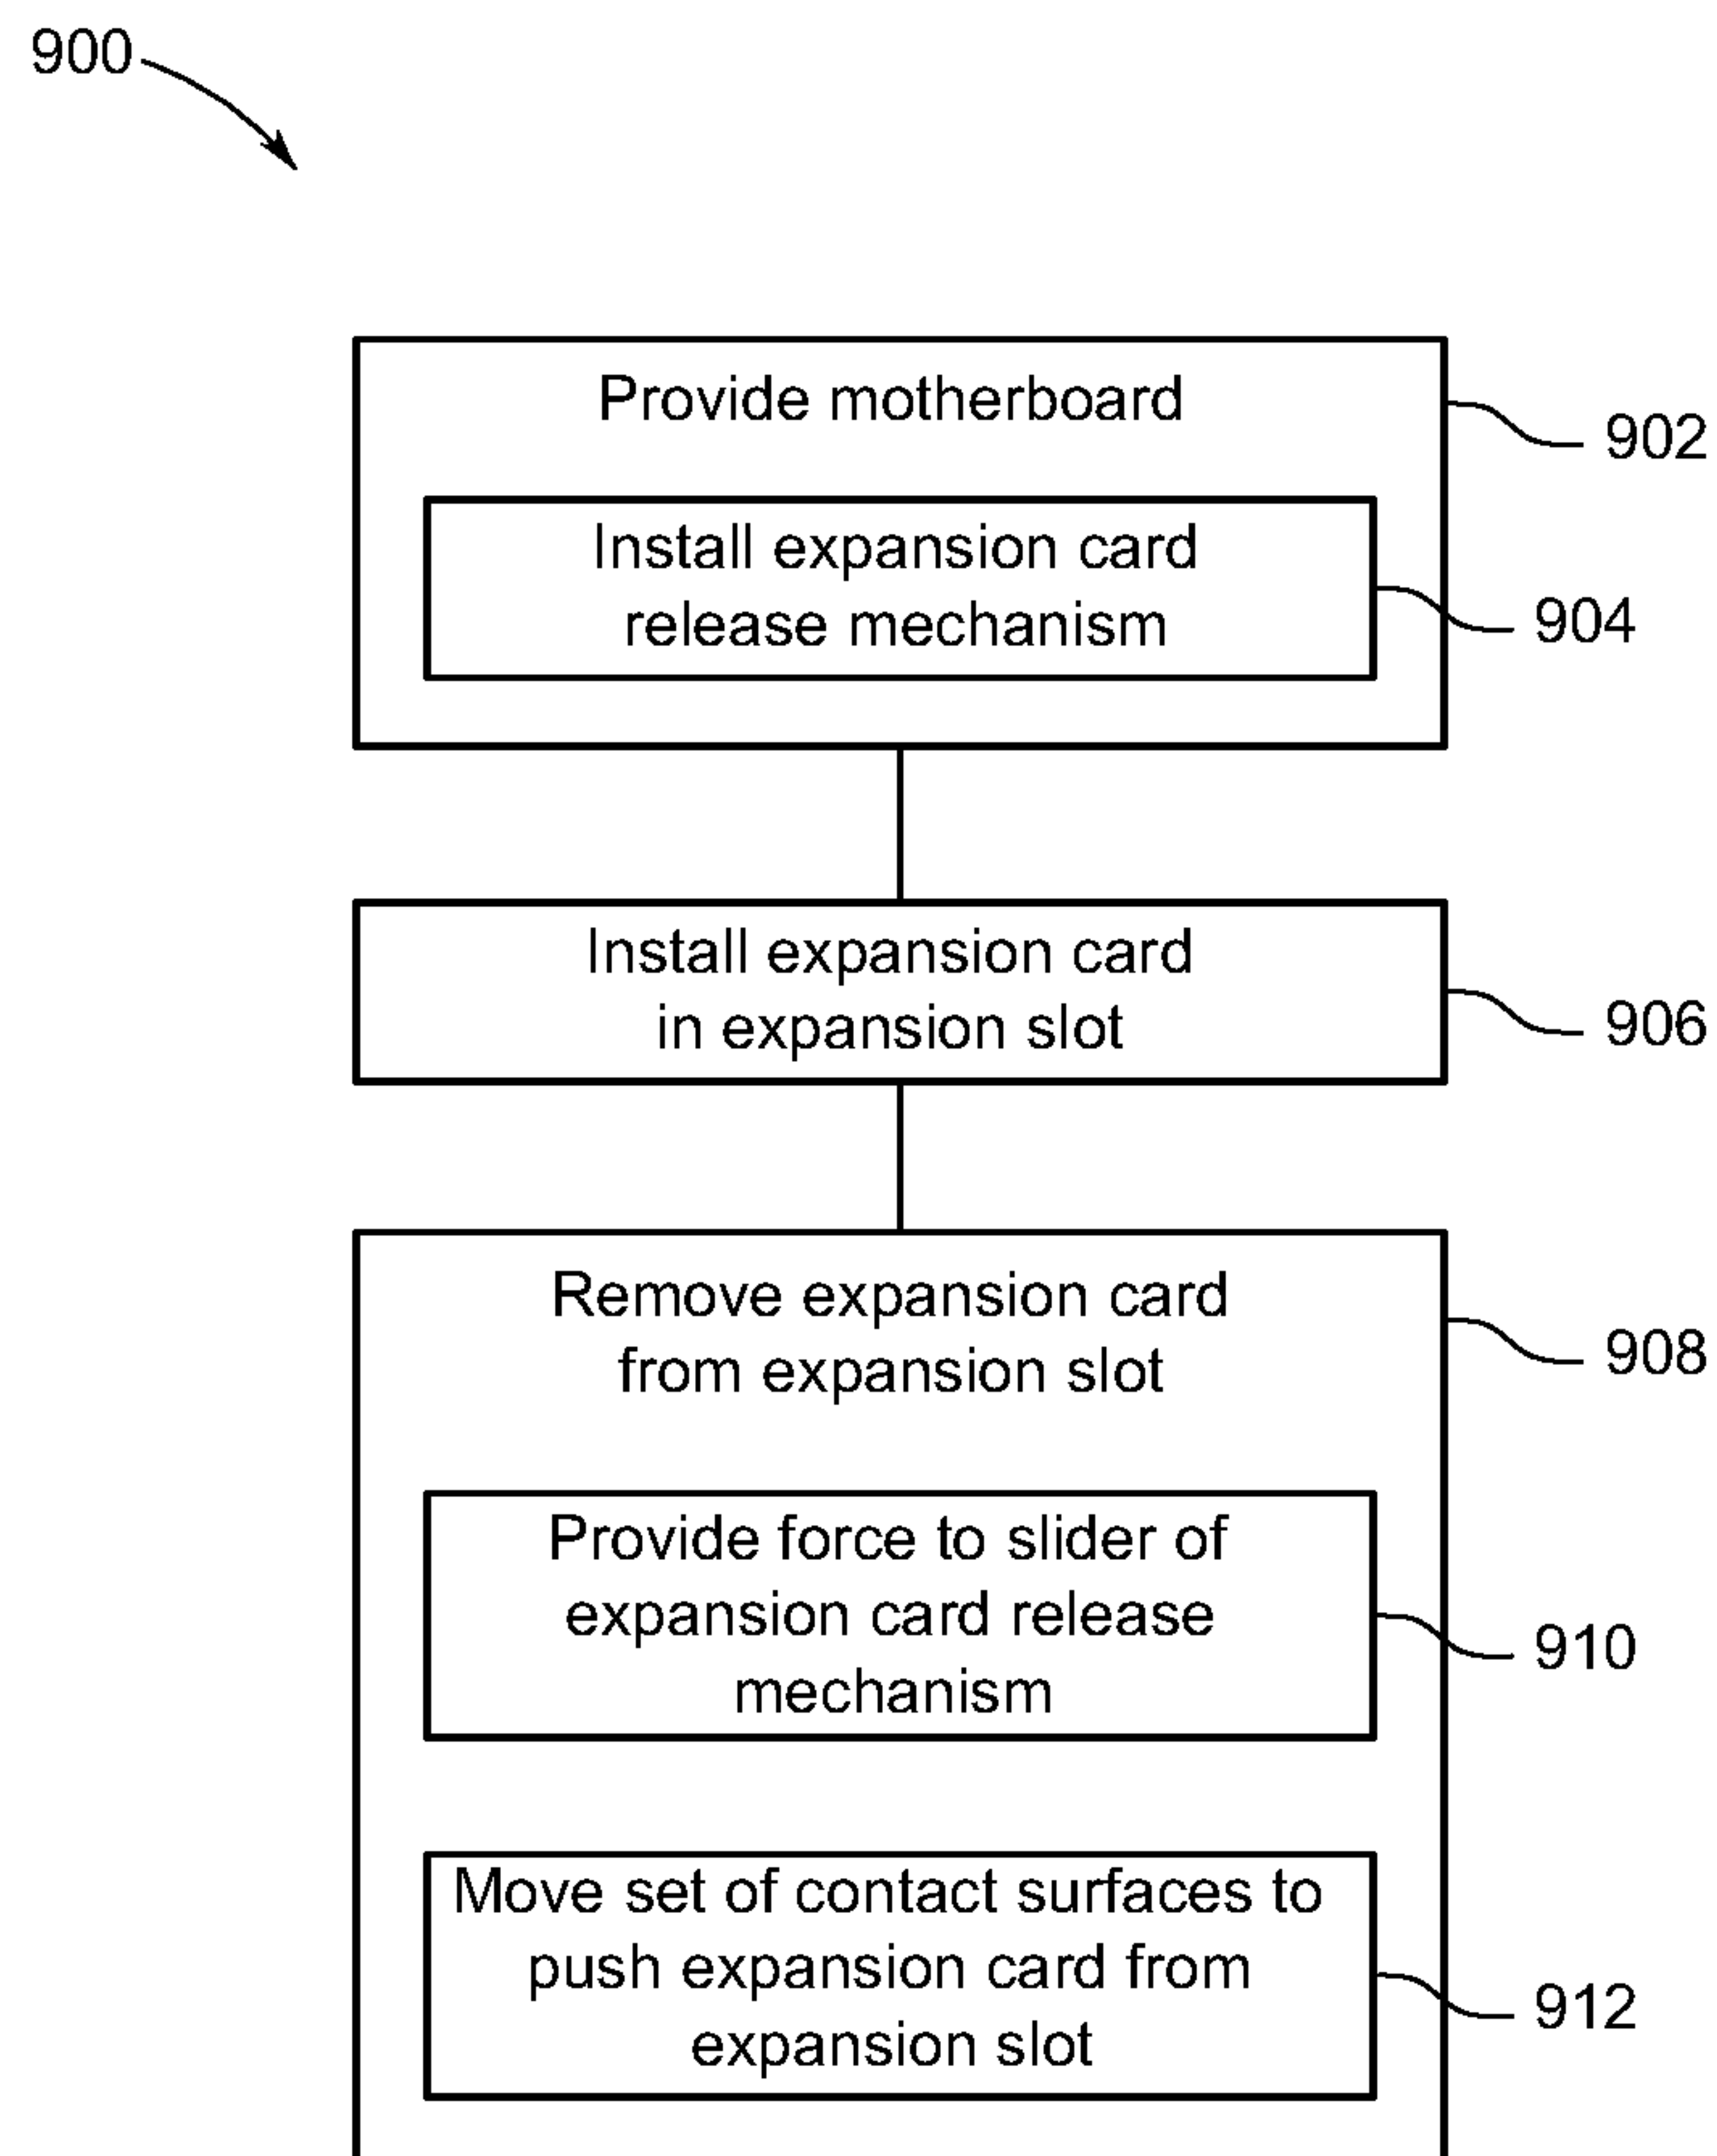 900
Provide motherboard
902
Install expansion card
release mechanism
904
Install expansion card
in expansion slot
906
Remove expansion card
from expansion slot
908
Provide force to slider of
expansion card release
mechanism
910
Move set of contact surfaces to
push expansion card from
expansion slot
912